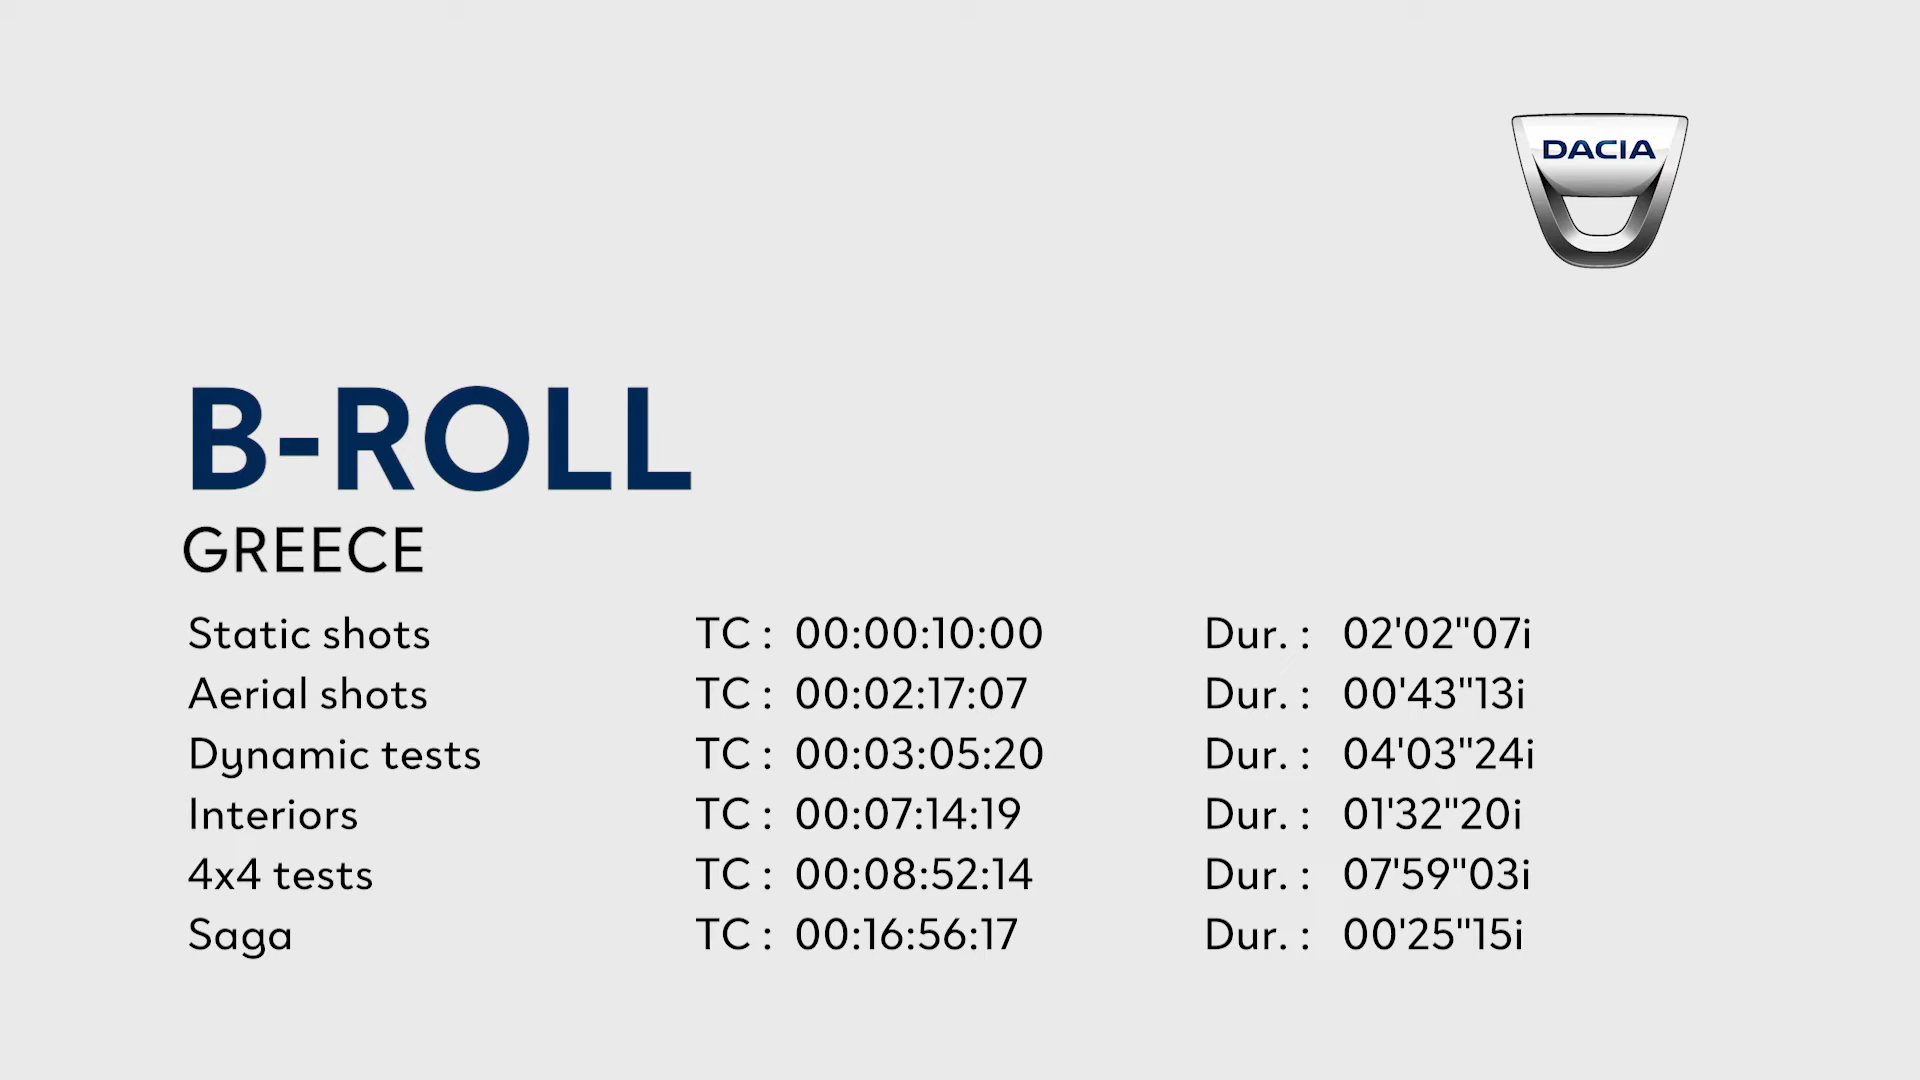 DACIA
B-ROLL
GREECE
Static shots TC : 00:00:10:00 Dur. : 02'02"07i
Aerial shots TC : 00:02:17:07 Dur. : 00'43"13i
Dynamic tests TC : 00:03:05:20 Dur. : 04'03"24i
Interiors TC : 00:07:14:19 Dur. : 01'32"20i
4x4 tests TC : 00:08:52:14 Dur. : 07'59"03i
Saga TC : 00:16:56:17 Dur. : 00'25"15i